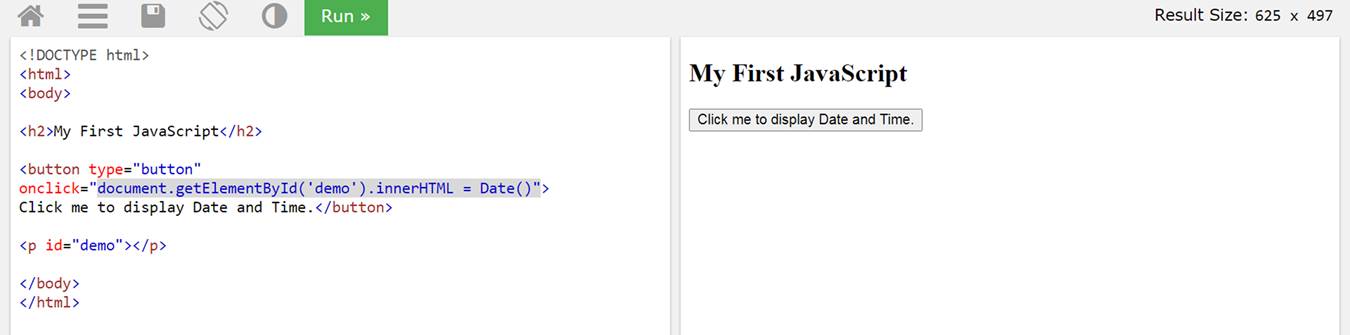 Run »
Result Size: 625 x 497
<!DOCTYPE html>
<html>
<body>
<h2>My First JavaScript</h2>
<button type="button"
onclick="document.getElementById('demo').innerHTML = Date()">
Click me to display Date and Time.</button>
<p id="demo"></p>
</body>
</html>
My First JavaScript
Click me to display Date and Time.